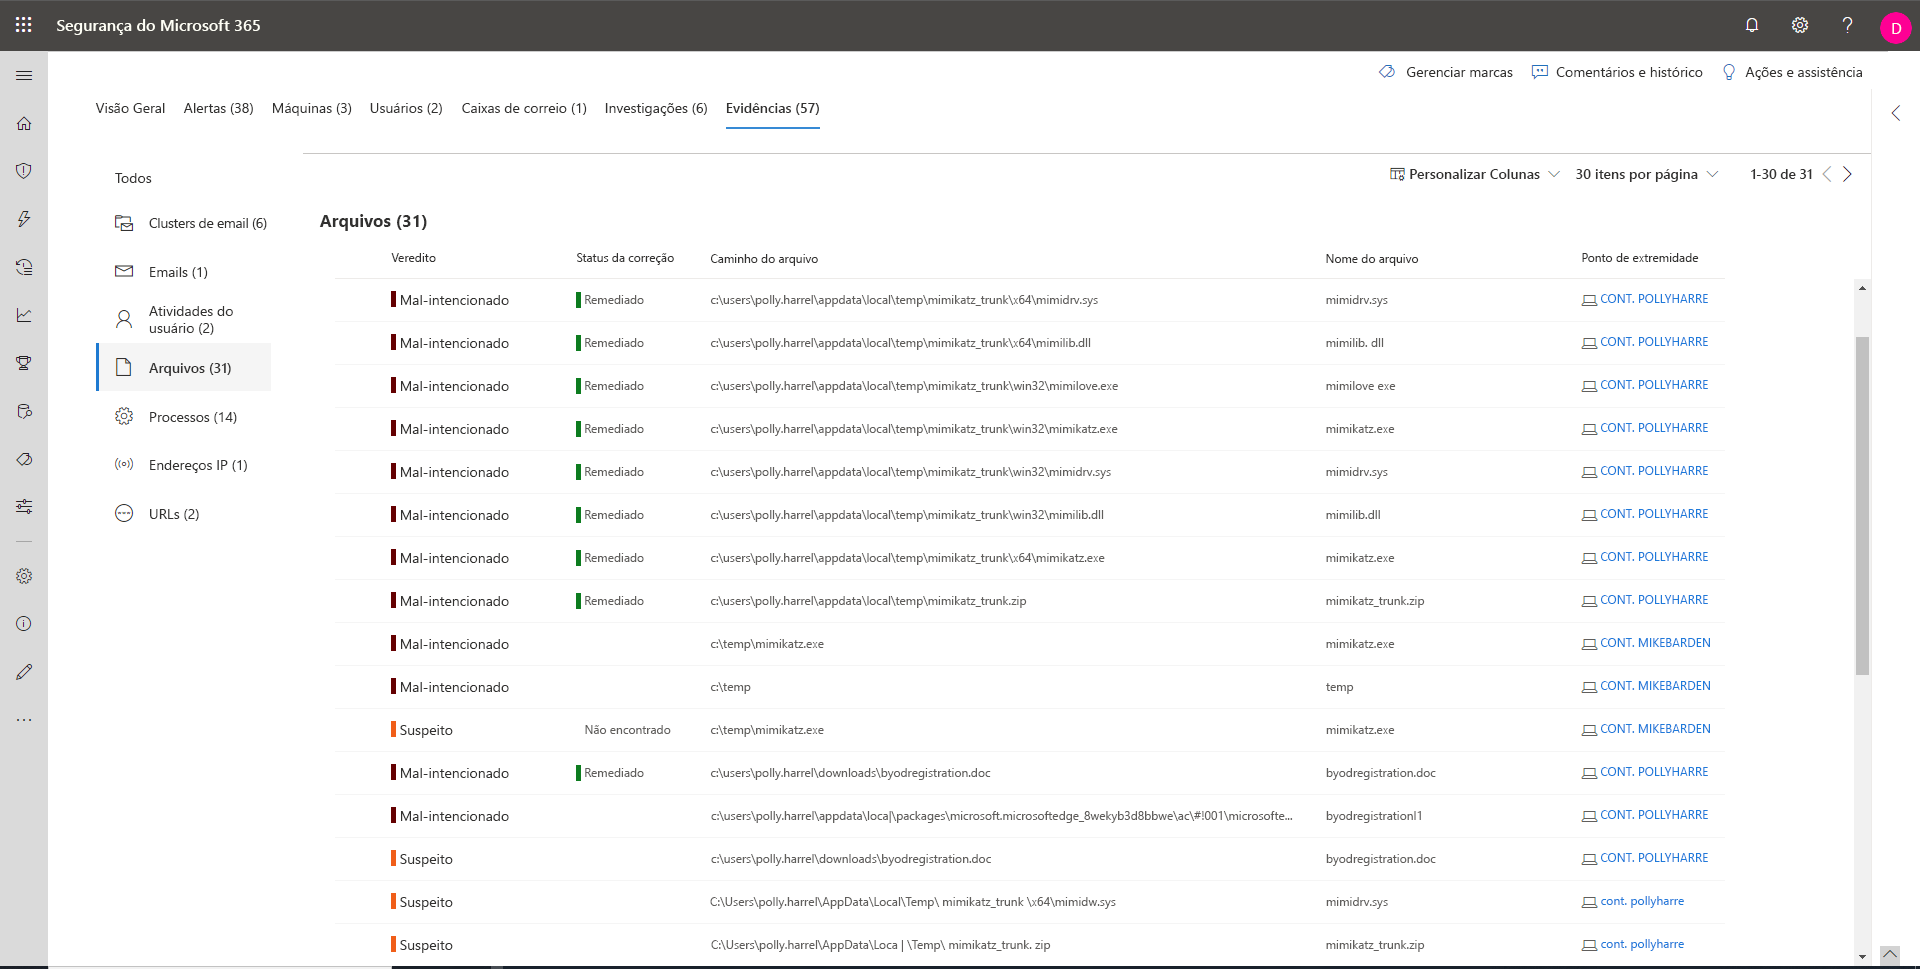 Segurança do Microsoft 365
D
Gerenciar marcas
Comentários e histórico
Ações e assistência
Visão Geral
Alertas (38)
Máquinas (3)
Usuários (2)
Caixas de correio (1)
Investigações (6)
Evidências (57)
Todos
Clusters de email (6)
Emails (1)
Atividades do
usuário (2)
Arquivos (31)
Processos (14)
Endereços IP (1)
URLs (2)
Personalizar Colunas
30 itens por página
1-30 de 31
Arquivos (31)
Veredito Status da correção Caminho do arquivo Nome do arquivo Ponto de extremidade
Mal-intencionado Remediado c:\users\polly.harrel\appdata\local\temp\mimikatz_trunk\x64\mimidrv.sys mimidrv.sys CONT. POLLYHARRE
Mal-intencionado Remediado c:\users\polly.harrel\appdata\local\temp\mimikatz_trunk\x64\mimilib.dll mimilib. dll CONT. POLLYHARRE
Mal-intencionado Remediado c:\users\polly.harrel\appdata\local\temp\mimikatz_trunk\win32\mimilove.exe mimilove exe CONT. POLLYHARRE
Mal-intencionado Remediado c:\users\polly.harrel\appdata\local\temp\mimikatz_trunk\win32\mimikatz.exe mimikatz.exe CONT. POLLYHARRE
Mal-intencionado Remediado c:\users\polly.harrel\appdata\local\temp\mimikatz_trunk\win32\mimidrv.sys mimidrv.sys CONT. POLLYHARRE
Mal-intencionado Remediado c:\users\polly.harrel\appdata\local\temp\mimikatz_trunk\win32\mimilib.dll mimilib.dll CONT. POLLYHARRE
Mal-intencionado Remediado c:\users\polly.harrel\appdata\local\temp\mimikatz_trunk\x64\mimikatz.exe mimikatz.exe CONT. POLLYHARRE
Mal-intencionado Remediado c:\users\polly.harrel\appdata\local\temp\mimikatz_trunk.zip mimikatz_trunk.zip CONT. POLLYHARRE
Mal-intencionado c:\temp\mimikatz.exe mimikatz.exe CONT. MIKEBARDEN
Mal-intencionado c:\temp temp CONT. MIKEBARDEN
Suspeito Não encontrado c:\temp\mimikatz.exe mimikatz.exe CONT. MIKEBARDEN
Mal-intencionado Remediado c:\users\polly.harrel\downloads\byodregistration.doc byodregistration.doc CONT. POLLYHARRE
Mal-intencionado c:\users\polly.harrel\appdata\loca|\packages\microsoft.microsoftedge_8wekyb3d8bbwe\ac\#!001\microsofte... byodregistration|1 CONT. POLLYHARRE
Suspeito c:\users\polly.harrel\downloads\byodregistration.doc byodregistration.doc CONT. POLLYHARRE
Suspeito C:\Users\polly.harrel\AppData\Local\Temp\ mimikatz_trunk \x64\mimidw.sys mimidrv.sys cont. pollyharre
Suspeito C:\Users\polly.harrel\AppData\Loca | \Temp\ mimikatz_trunk. zip mimikatz_trunk.zip cont. pollyharre